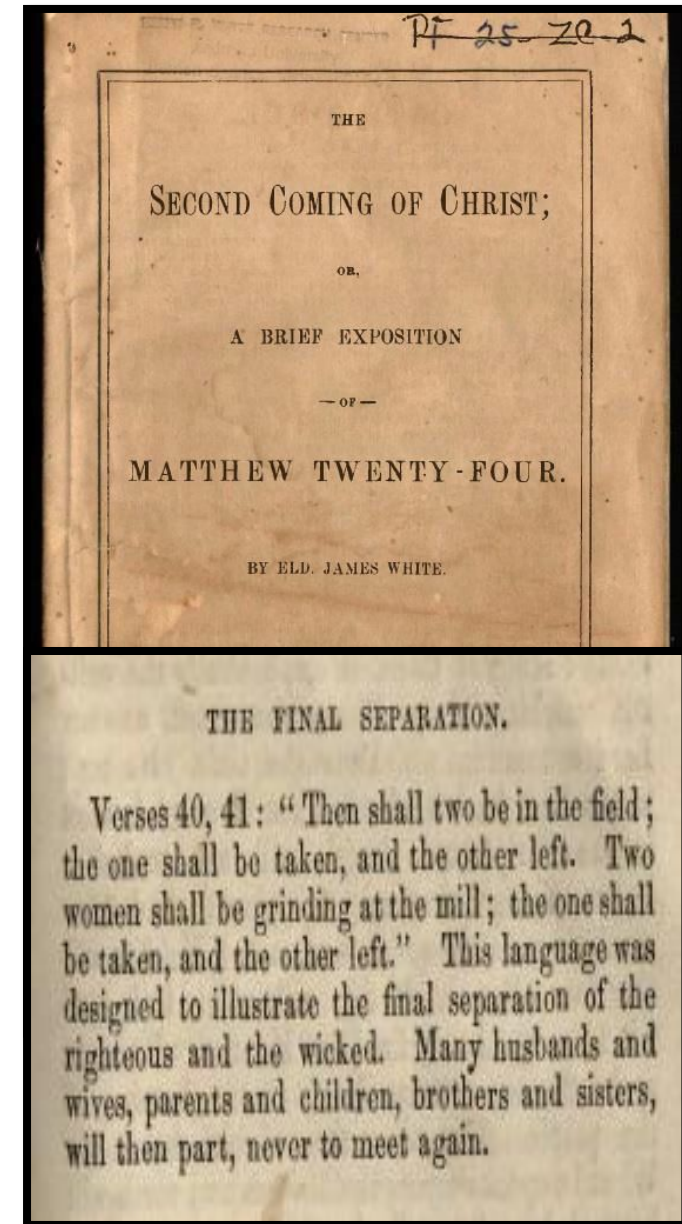 PF 25 ZC 2
THE
SECOND COMING OF CHRIST;
OR,
A BRIEF EXPOSITION
— OF —
MATTHEW TWENTY-FOUR.
BY ELD. JAMES WHITE.
THE FINAL SEPARATION.
Verses 40, 41: “Then shall two be in the field;
the one shall be taken, and the other left. Two
women shall be grinding at the mill; the one shall
be taken, and the other left.” This language was
designed to illustrate the final separation of the
righteous and the wicked. Many husbands and
wives, parents and children, brothers and sisters,
will then part, never to meet again.